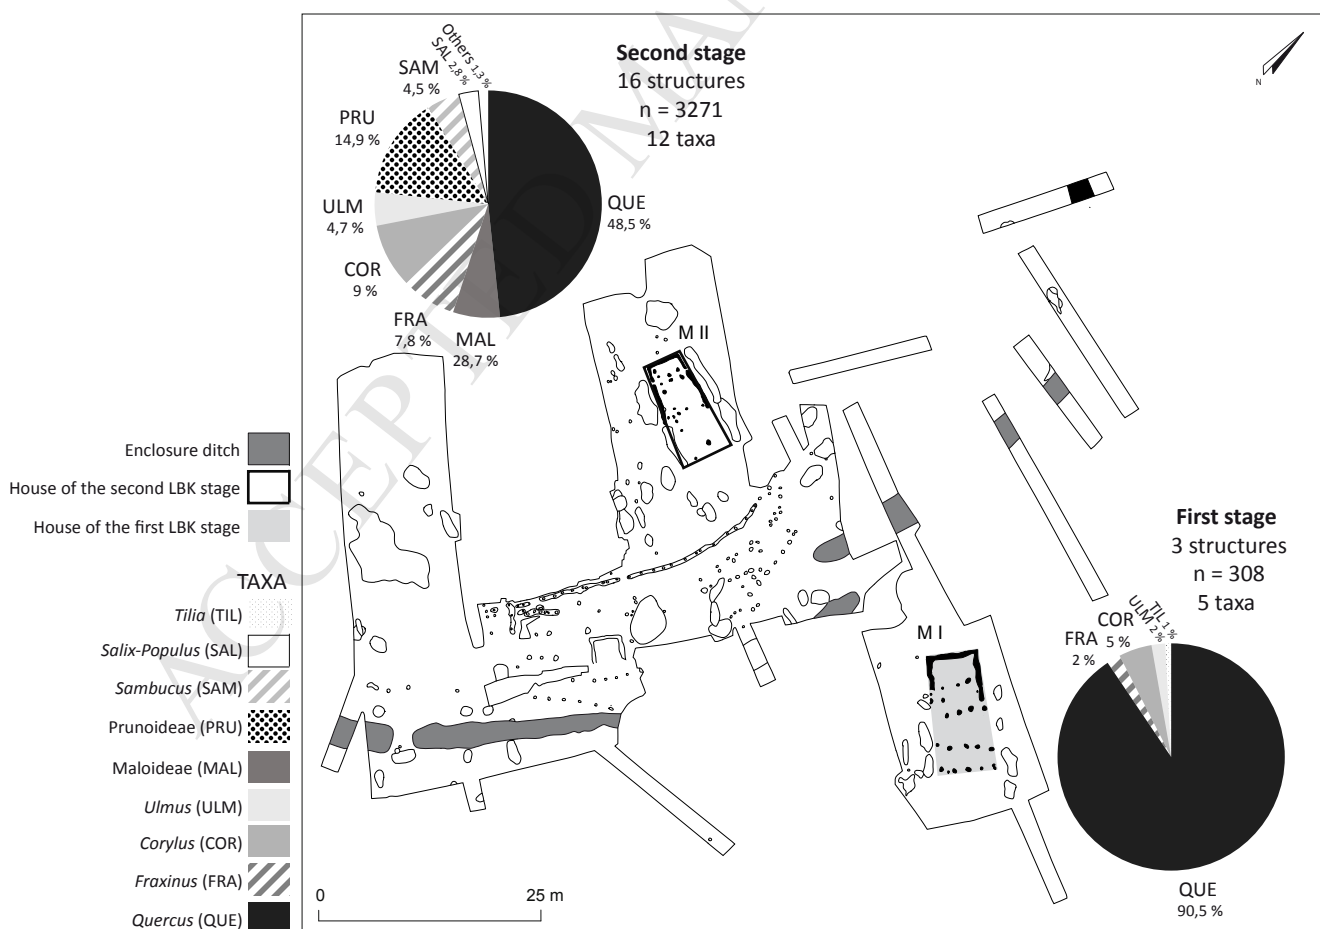 Others 1,3 %
SAL 2,8 %
SAM
4,5 %
PRU
14,9 %
ULM
4,7 %
COR
9 %
FRA
7,8 %
MAL
28,7 %
QUE
48,5 %
Second stage
16 structures
n = 3271
12 taxa
N
M II
M I
First stage
3 structures
n = 308
5 taxa
TIL 1 %
ULM 2 %
COR
5 %
FRA
2 %
QUE
90,5 %
Enclosure ditch
House of the second LBK stage
House of the first LBK stage
TAXA
Tilia (TIL)
Salix-Populus (SAL)
Sambucus (SAM)
Prunoideae (PRU)
Maloideae (MAL)
Ulmus (ULM)
Corylus (COR)
Fraxinus (FRA)
Quercus (QUE)
0 25 m
ACCEPTED MA